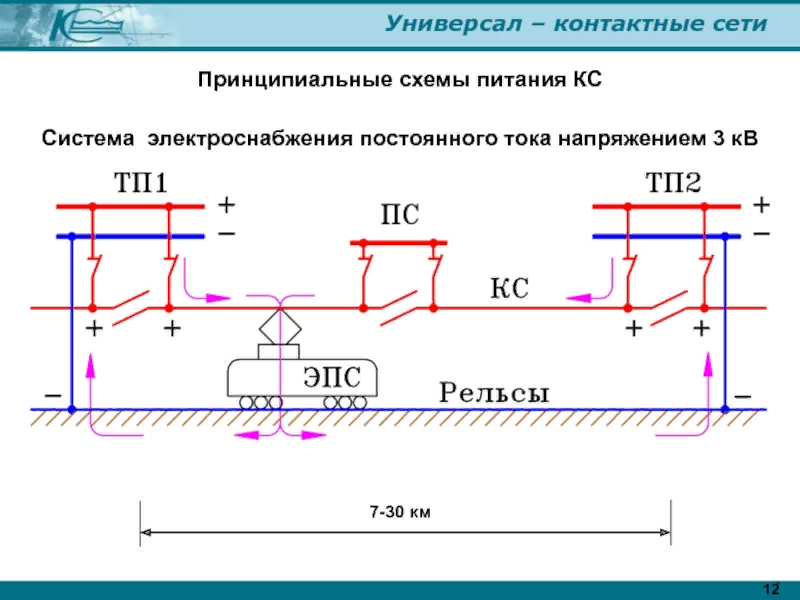 Универсал – контактные сети
Принципиальные схемы питания КС
Система электроснабжения постоянного тока напряжением 3 кВ
ТП1
ТП2
+
ПС
+
–
–
КС
+ +
+ +
ЭПС
–
Рельсы
–
7-30 км
12